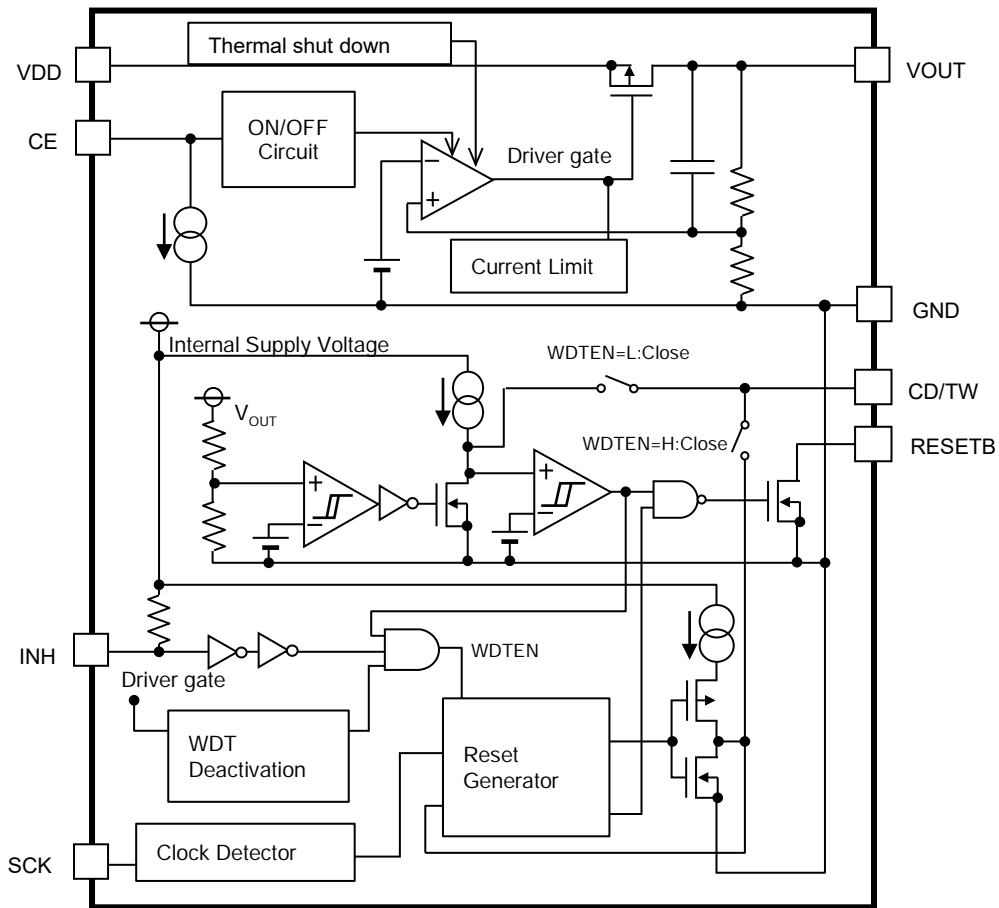 Thermal shut down
VDD
VOUT
CE
ON/OFF
Circuit
Driver gate
−
+
Current Limit
GND
Internal Supply Voltage
WDTEN=L:Close
CD/TW
VOUT
WDTEN=H:Close
RESETB
+
−
+
−
INH
WDTEN
Driver gate
WDT
Deactivation
Reset
Generator
SCK
Clock Detector